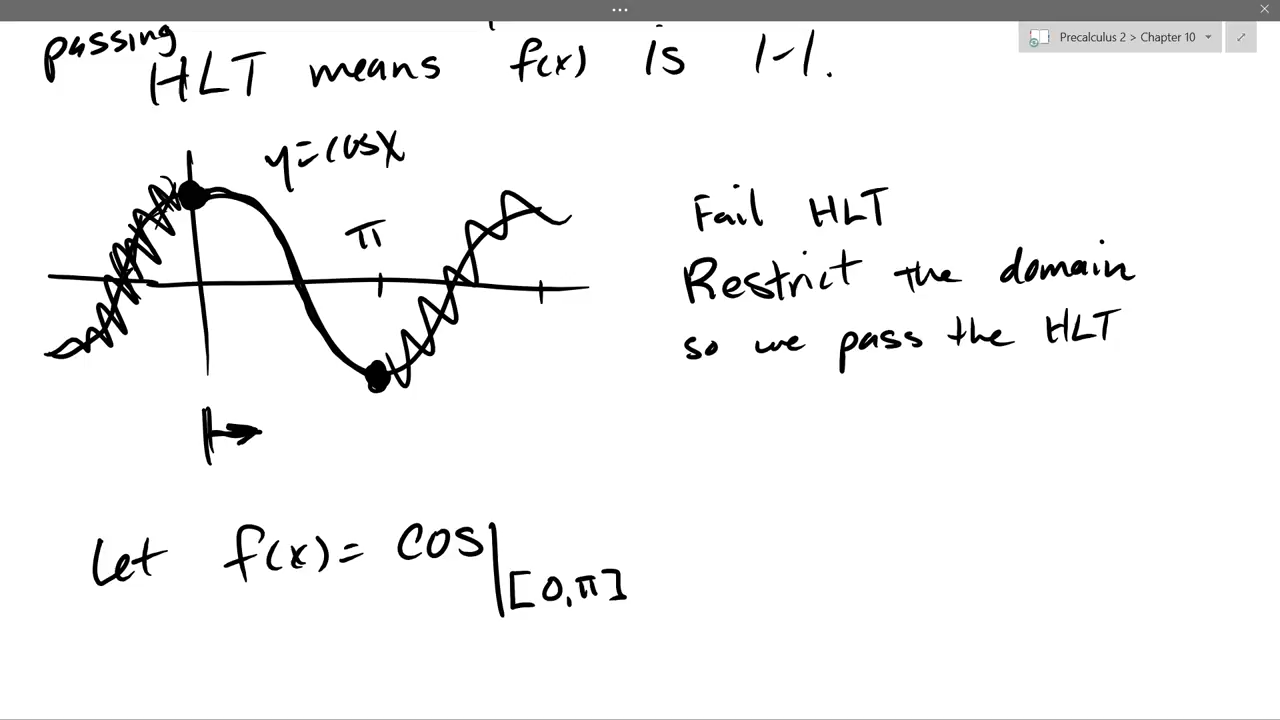 Precalculus 2 > Chapter 10
passing
HLT means f(x) is 1-1.
y=cosx
π
Fail HLT
Restrict the domain
so we pass the HLT
Let f(x)= cos|[0,π]